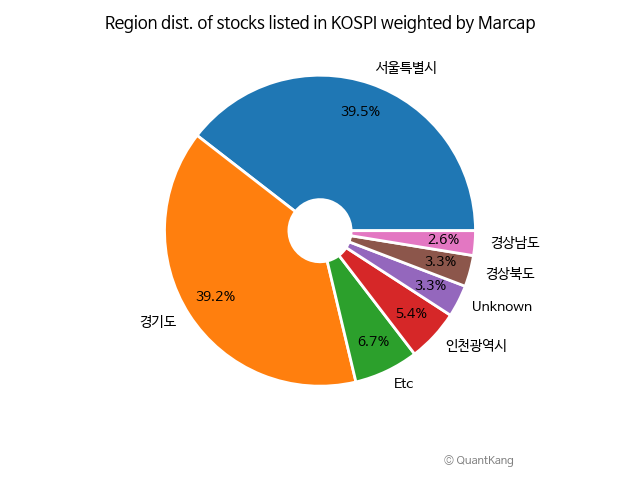 Region dist. of stocks listed in KOSPI weighted by Marcap
서울특별시
39.5%
경기도
39.2%
Etc
6.7%
인천광역시
5.4%
Unknown
3.3%
경상북도
3.3%
경상남도
2.6%
© QuantKang